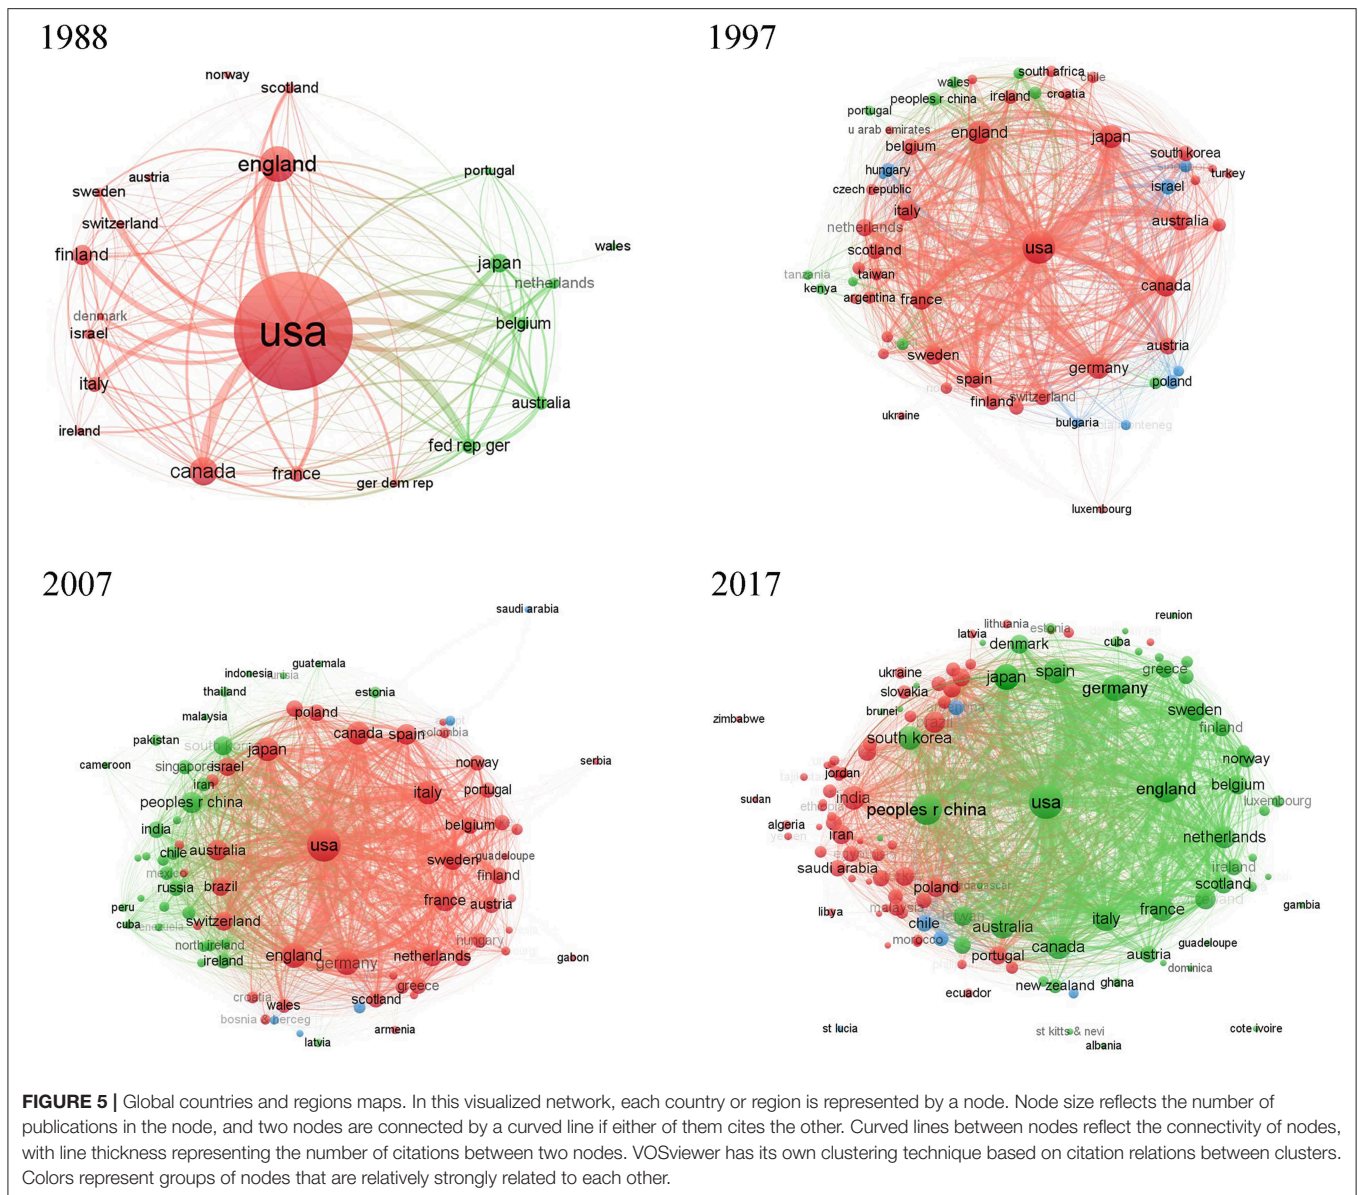 1988
norway
scotland
england
portugal
austria
sweden
switzerland
finland
wales
japan
netherlands
denmark
israel
usa
belgium
italy
australia
ireland
fed rep ger
canada
france
ger dem rep
1997
south africa
chile
wales
peoples r china
ireland
croatia
portugal
u arab emirates
england
japan
belgium
south korea
hungary
turkey
czech republic
israel
italy
netherlands
australia
scotland
usa
tanzania
taiwan
kenya
canada
argentina
france
austria
sweden
germany
spain
poland
switzerland
finland
ukraine
bulgaria
luxembourg
2007
saudi arabia
guatemala
indonesia
thailand
estonia
malaysia
poland
canada
spain
colombia
pakistan
south korea
japan
cameroon
singapore
israel
norway
serbia
iran
portugal
italy
peoples r china
india
belgium
usa
chile
australia
sweden
guadeloupe
mexico
finland
russia
brazil
france
austria
peru
switzerland
cuba
venezuela
north ireland
hungary
ireland
england
germany
netherlands
gabon
greece
croatia
wales
scotland
bosnia & herceg
armenia
latvia
2017
reunion
lithuania
latvia
estonia
denmark
cuba
ukraine
japan
spain
greece
slovakia
germany
brunei
sweden
zimbabwe
finland
south korea
norway
jordan
belgium
india
england
sudan
peoples r china
usa
luxembourg
ethiopia
algeria
iran
netherlands
saudi arabia
ireland
poland
scotland
malaysia
libya
chile
taiwan
france
gambia
italy
australia
morocco
canada
guadeloupe
portugal
austria
dominica
ecuador
new zealand
ghana
st lucia
st kitts & nevi
cote ivoire
albania
FIGURE 5 | Global countries and regions maps. In this visualized network, each country or region is represented by a node. Node size reflects the number of
publications in the node, and two nodes are connected by a curved line if either of them cites the other. Curved lines between nodes reflect the connectivity of nodes,
with line thickness representing the number of citations between two nodes. VOSviewer has its own clustering technique based on citation relations between clusters.
Colors represent groups of nodes that are relatively strongly related to each other.